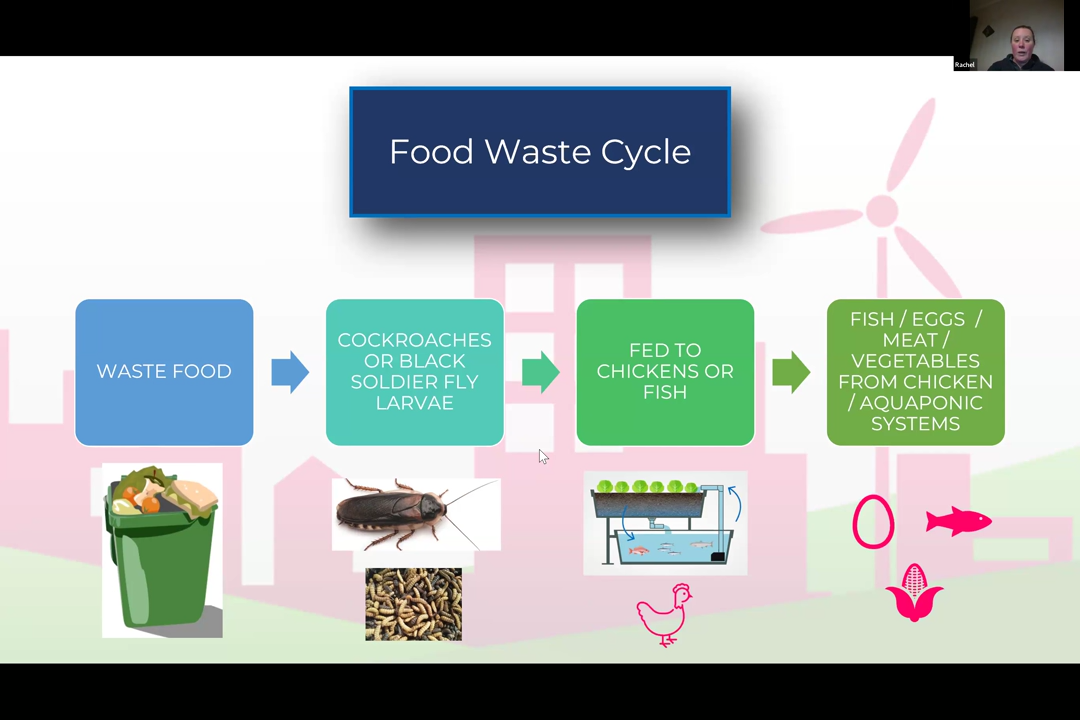 Rachel
Food Waste Cycle
WASTE FOOD
COCKROACHES
OR BLACK
SOLDIER FLY
LARVAE
FED TO
CHICKENS OR
FISH
FISH / EGGS /
MEAT /
VEGETABLES
FROM CHICKEN
/ AQUAPONIC
SYSTEMS